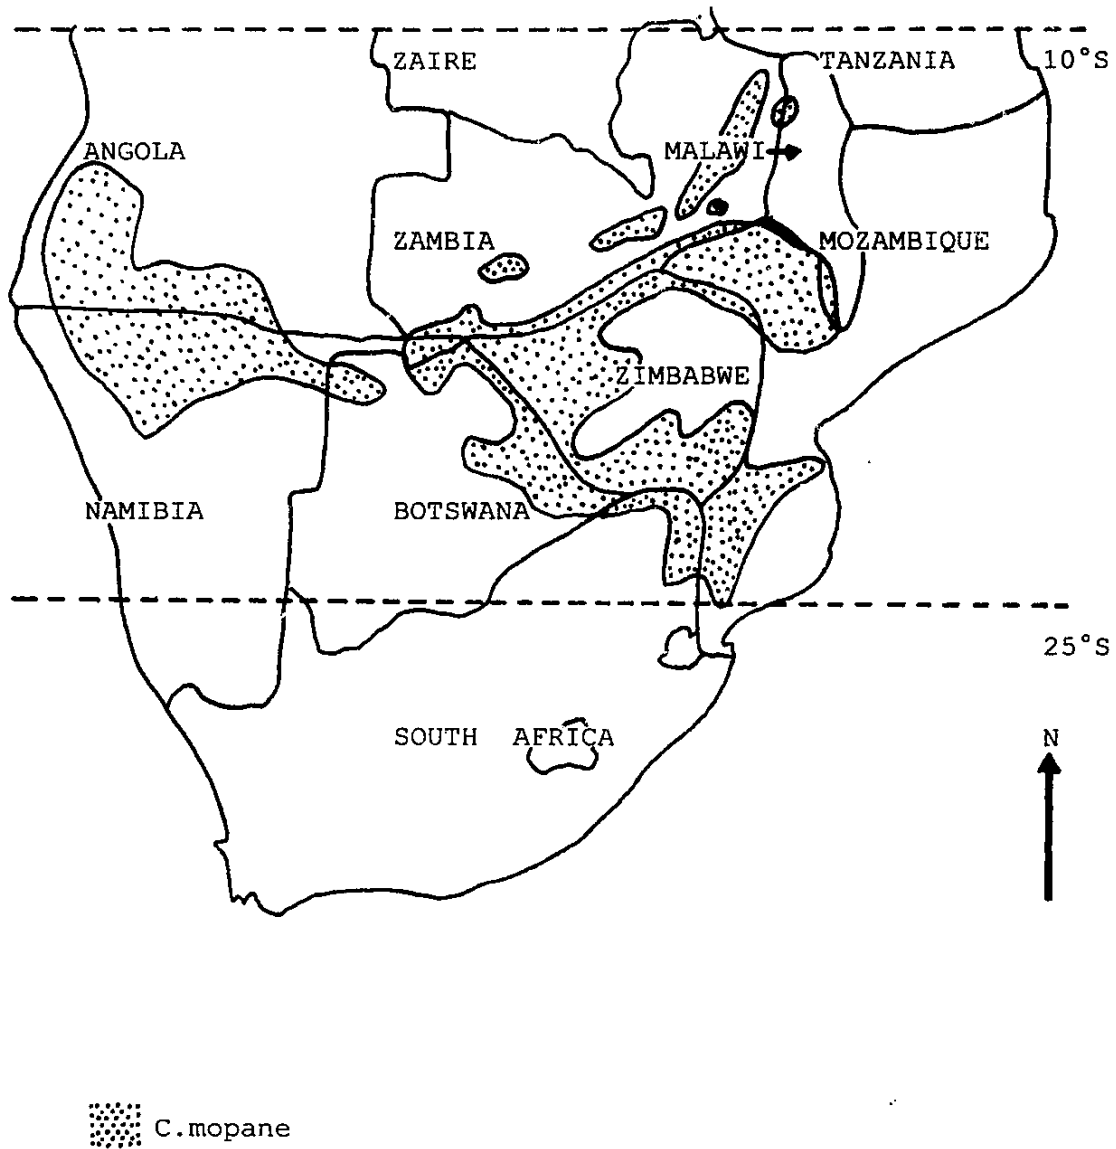 ZAIRE
TANZANIA
10°S
ANGOLA
MALAWI
ZAMBIA
MOZAMBIQUE
ZIMBABWE
NAMIBIA
BOTSWANA
25°S
SOUTH AFRICA
N
C.mopane